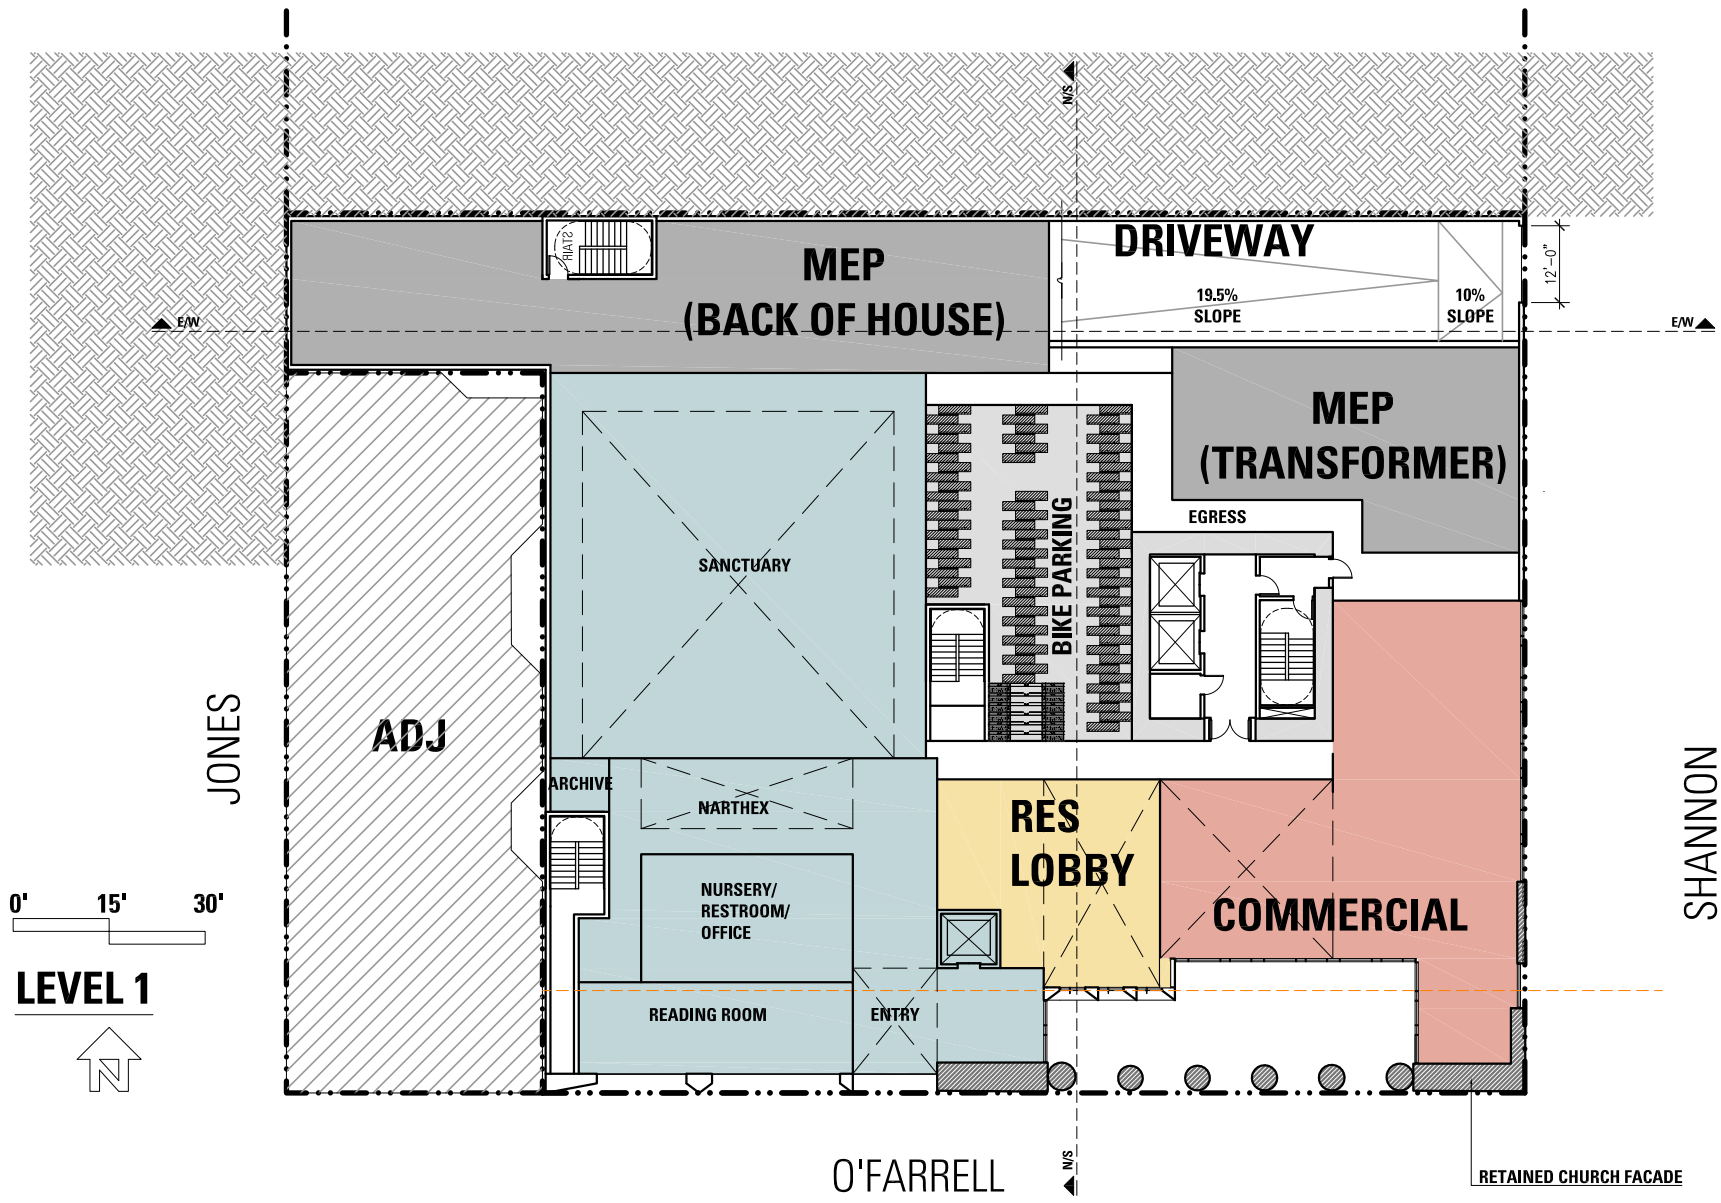 N/S
DRIVEWAY
STAIR
MEP
(BACK OF HOUSE)
19.5%
SLOPE
10%
SLOPE
12'-0"
E/W
E/W
MEP
(TRANSFORMER)
EGRESS
BIKE PARKING
SANCTUARY
ADJ
JONES
SHANNON
ARCHIVE
NARTHEX
RES
LOBBY
NURSERY/
RESTROOM/
OFFICE
COMMERCIAL
0' 15' 30'
LEVEL 1
N
READING ROOM
ENTRY
O'FARRELL
N/S
RETAINED CHURCH FACADE